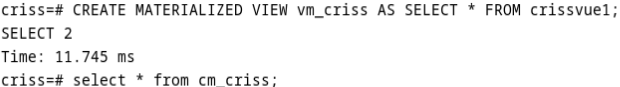 criss=# CREATE MATERIALIZED VIEW vm_criss AS SELECT * FROM crissvue1;
SELECT 2
Time: 11.745 ms
criss=# select * from cm_criss;